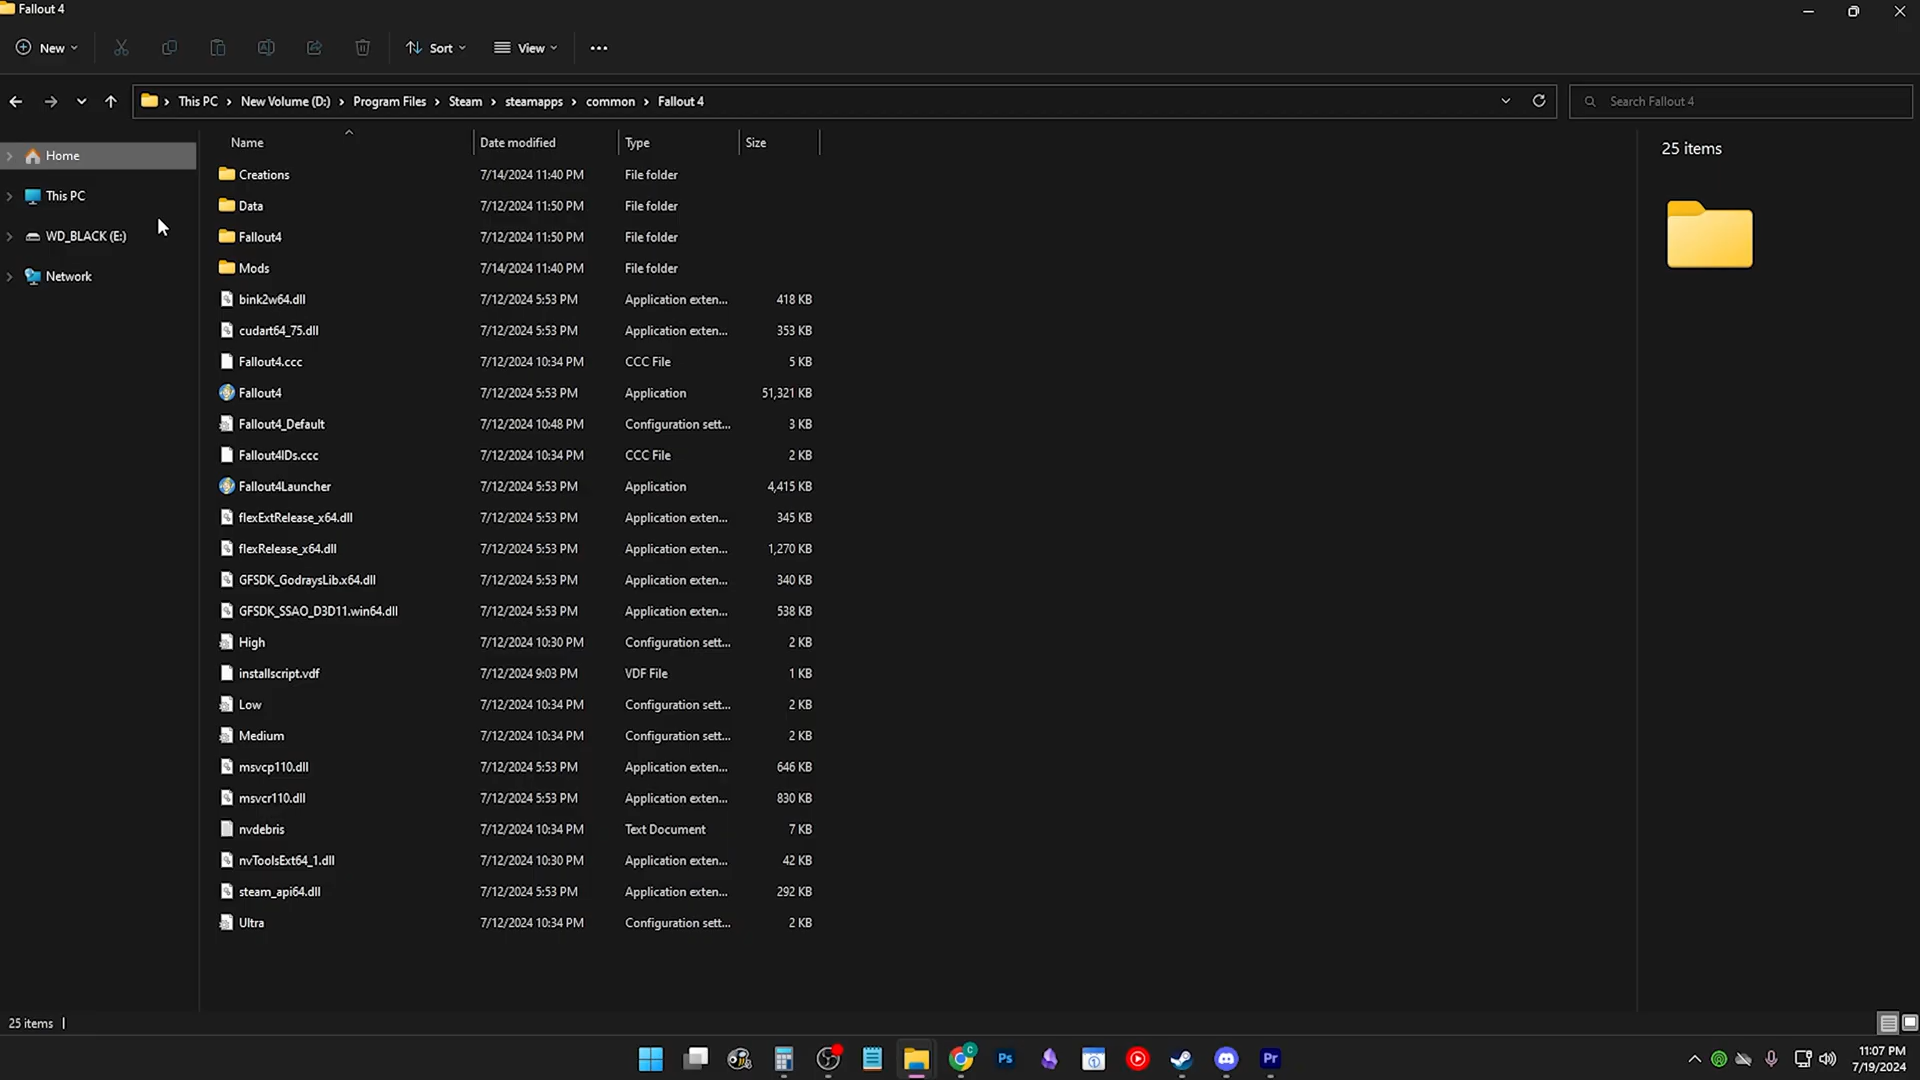 Fallout 4
New
Sort
View
This PC
New Volume (D:)
Program Files
Steam
steamapps
common
Fallout 4
Search Fallout 4
Home
This PC
WD_BLACK (E:)
Network
Name Date modified Type Size
Creations 7/14/2024 11:40 PM File folder
Data 7/12/2024 11:50 PM File folder
Fallout4 7/12/2024 11:50 PM File folder
Mods 7/14/2024 11:40 PM File folder
bink2w64.dll 7/12/2024 5:53 PM Application exten... 418 KB
cudart64_75.dll 7/12/2024 5:53 PM Application exten... 353 KB
Fallout4.ccc 7/12/2024 10:34 PM CCC File 5 KB
Fallout4 7/12/2024 5:53 PM Application 51,321 KB
Fallout4_Default 7/12/2024 10:48 PM Configuration sett... 3 KB
Fallout4IDs.ccc 7/12/2024 10:34 PM CCC File 2 KB
Fallout4Launcher 7/12/2024 5:53 PM Application 4,415 KB
flexExtRelease_x64.dll 7/12/2024 5:53 PM Application exten... 345 KB
flexRelease_x64.dll 7/12/2024 5:53 PM Application exten... 1,270 KB
GFSDK_GodraysLib.x64.dll 7/12/2024 5:53 PM Application exten... 340 KB
GFSDK_SSAO_D3D11.win64.dll 7/12/2024 5:53 PM Application exten... 538 KB
High 7/12/2024 10:30 PM Configuration sett... 2 KB
installscript.vdf 7/12/2024 9:03 PM VDF File 1 KB
Low 7/12/2024 10:34 PM Configuration sett... 2 KB
Medium 7/12/2024 10:34 PM Configuration sett... 2 KB
msvcp110.dll 7/12/2024 5:53 PM Application exten... 646 KB
msvcr110.dll 7/12/2024 5:53 PM Application exten... 830 KB
nvdebris 7/12/2024 10:34 PM Text Document 7 KB
nvToolsExt64_1.dll 7/12/2024 10:30 PM Application exten... 42 KB
steam_api64.dll 7/12/2024 5:53 PM Application exten... 292 KB
Ultra 7/12/2024 10:34 PM Configuration sett... 2 KB
25 items
25 items
Ps
Pr
11:07 PM
7/19/2024